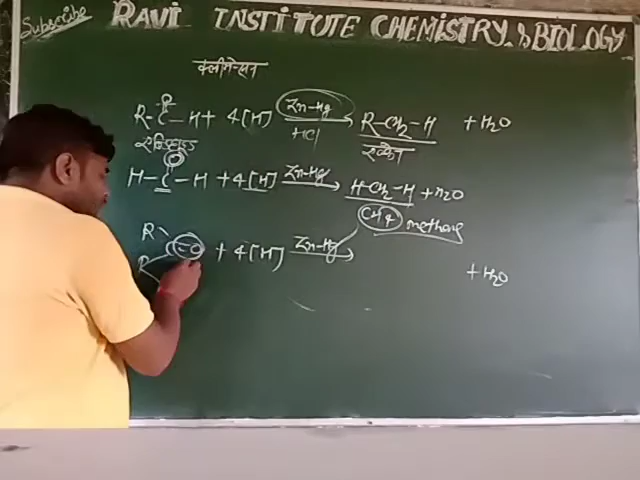 Subscribe
RAVI INSTITUTE CHEMISTRY & BIOLOGY
क्लीमेन्सन
O
R-C-H + 4[H] Zn-Hg R-CH2-H + H2O
HCl
एल्डिहाइड एल्केन
O
H-C-H + 4[H] Zn-Hg H-CH2-H + H2O
CH4 methane
R
R C=O + 4[H] Zn-Hg
+ H2O